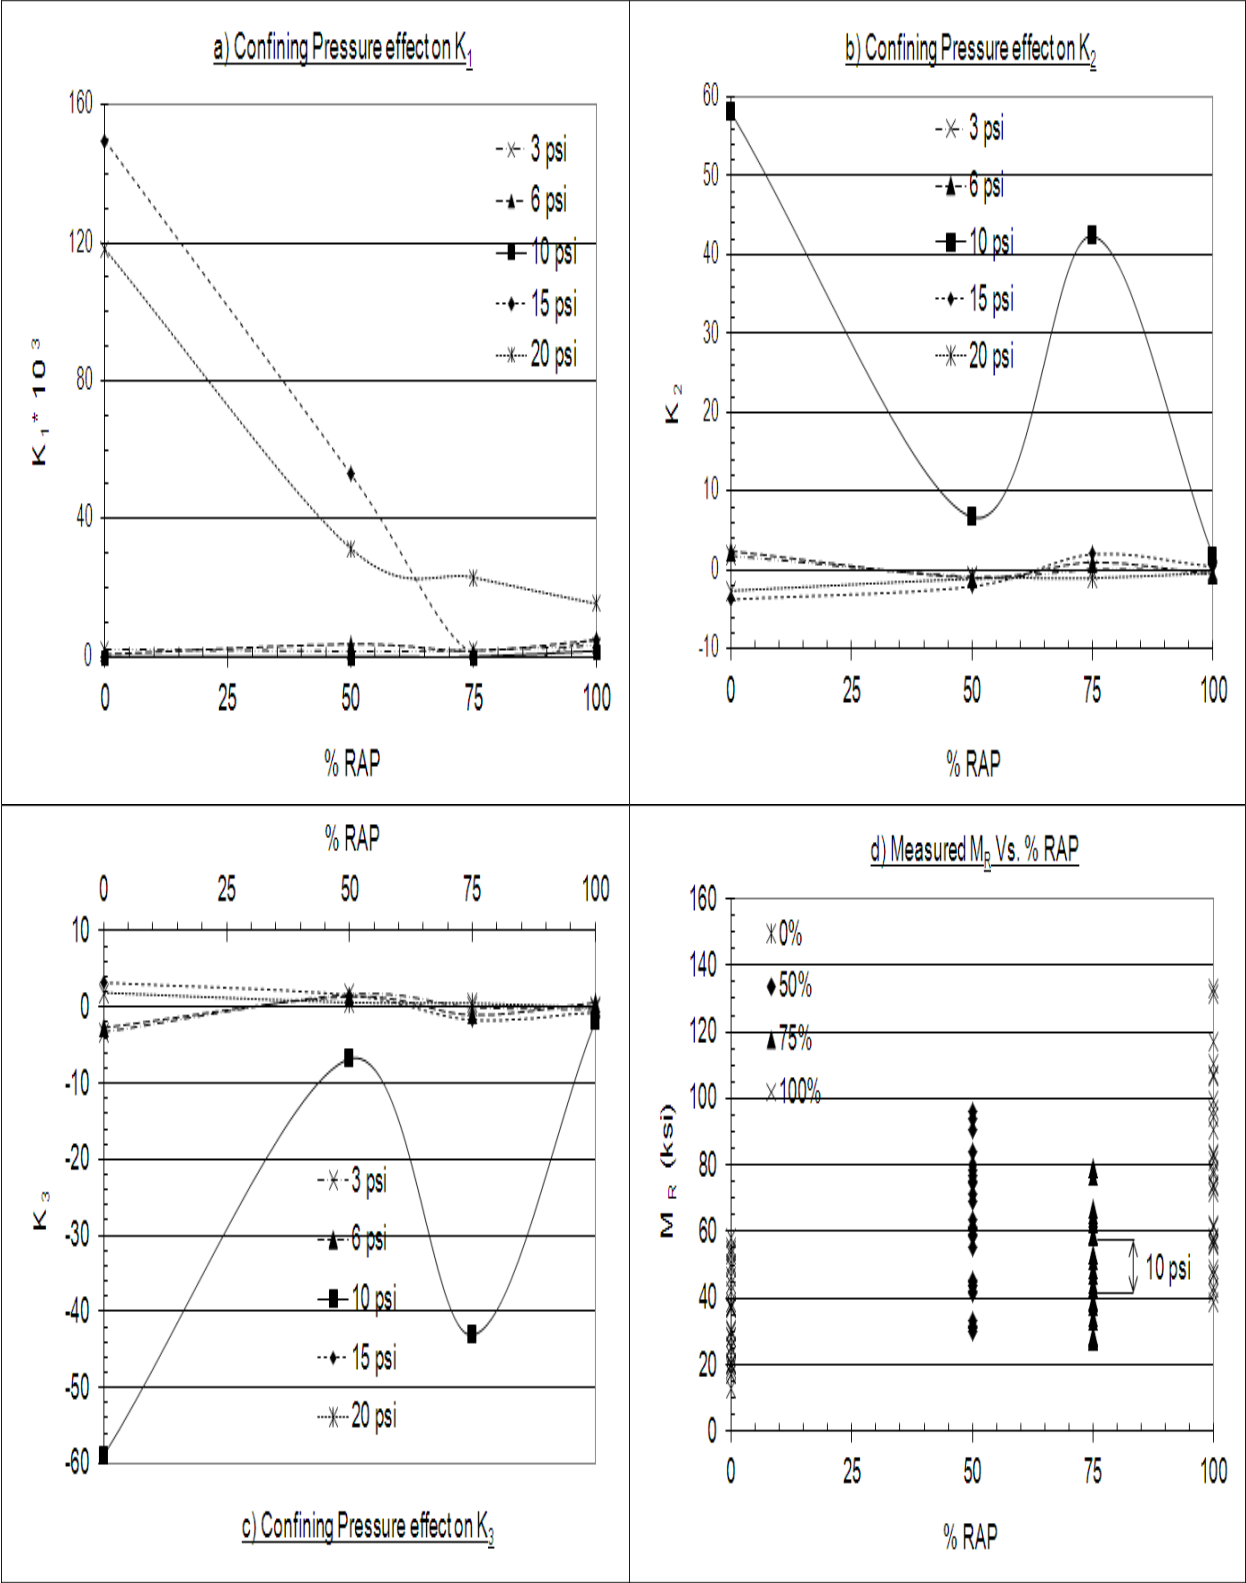 a) Confining Pressure effect on K1
160
120
80
40
0
K1 * 10^3
3 psi
6 psi
10 psi
15 psi
20 psi
0 25 50 75 100
% RAP
b) Confining Pressure effect on K2
60
50
40
30
20
10
0
-10
K2
3 psi
6 psi
10 psi
15 psi
20 psi
0 25 50 75 100
% RAP
% RAP
0 25 50 75 100
10
0
-10
-20
-30
-40
-50
-60
K3
3 psi
6 psi
10 psi
15 psi
20 psi
c) Confining Pressure effect on K3
d) Measured MR Vs. % RAP
160
140
120
100
80
60
40
20
0
MR (ksi)
0%
50%
75%
100%
10 psi
0 25 50 75 100
% RAP